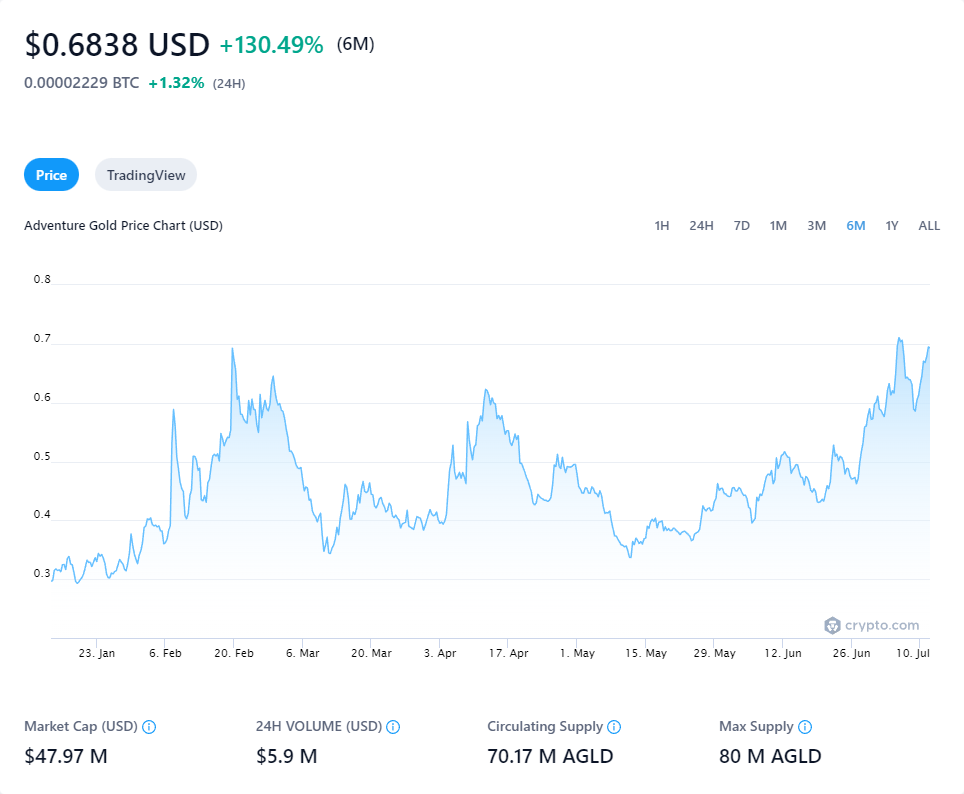 $0.6838 USD +130.49% (6M)
0.00002229 BTC +1.32% (24H)
Price TradingView
Adventure Gold Price Chart (USD) 1H 24H 7D 1M 3M 6M 1Y ALL
0.8
0.7
0.6
0.5
0.4
0.3
crypto.com
23. Jan 6. Feb 20. Feb 6. Mar 20. Mar 3. Apr 17. Apr 1. May 15. May 29. May 12. Jun 26. Jun 10. Jul
Market Cap (USD) 24H VOLUME (USD) Circulating Supply Max Supply
$47.97 M $5.9 M 70.17 M AGLD 80 M AGLD